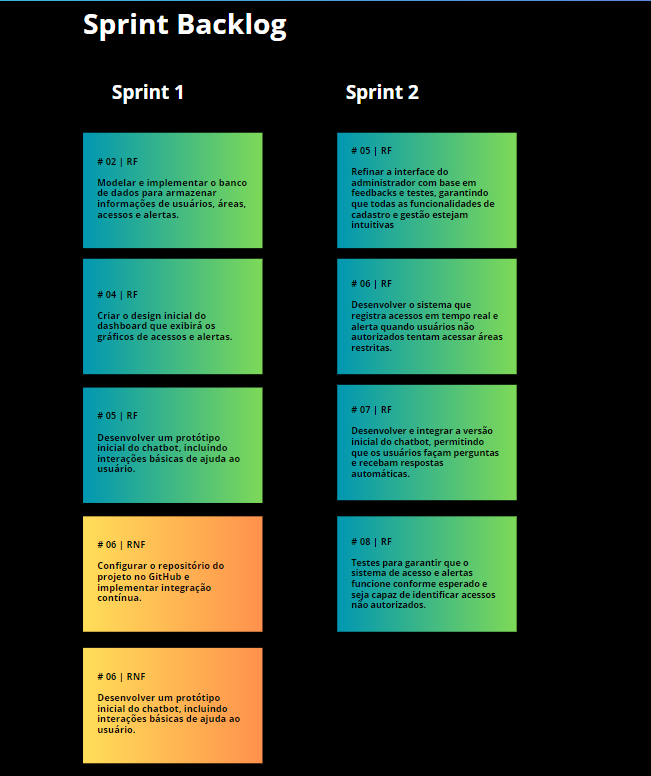 Sprint Backlog
Sprint 1
# 02 | RF
Modelar e implementar o banco
de dados para armazenar
informações de usuários, áreas,
acessos e alertas.
# 04 | RF
Criar o design inicial do
dashboard que exibirá os
gráficos de acessos e alertas.
# 05 | RF
Desenvolver um protótipo
inicial do chatbot, incluindo
interações básicas de ajuda ao
usuário.
# 06 | RNF
Configurar o repositório do
projeto no GitHub e
implementar integração
contínua.
# 06 | RNF
Desenvolver um protótipo
inicial do chatbot, incluindo
interações básicas de ajuda ao
usuário.
Sprint 2
# 05 | RF
Refinar a interface do
administrador com base em
feedbacks e testes, garantindo
que todas as funcionalidades de
cadastro e gestão estejam
intuitivas
# 06 | RF
Desenvolver o sistema que
registra acessos em tempo real e
alerta quando usuários não
autorizados tentam acessar áreas
restritas.
# 07 | RF
Desenvolver e integrar a versão
inicial do chatbot, permitindo
que os usuários façam perguntas
e recebam respostas
automáticas.
# 08 | RF
Testes para garantir que o
sistema de acesso e alertas
funcione conforme esperado e
seja capaz de identificar acessos
não autorizados.